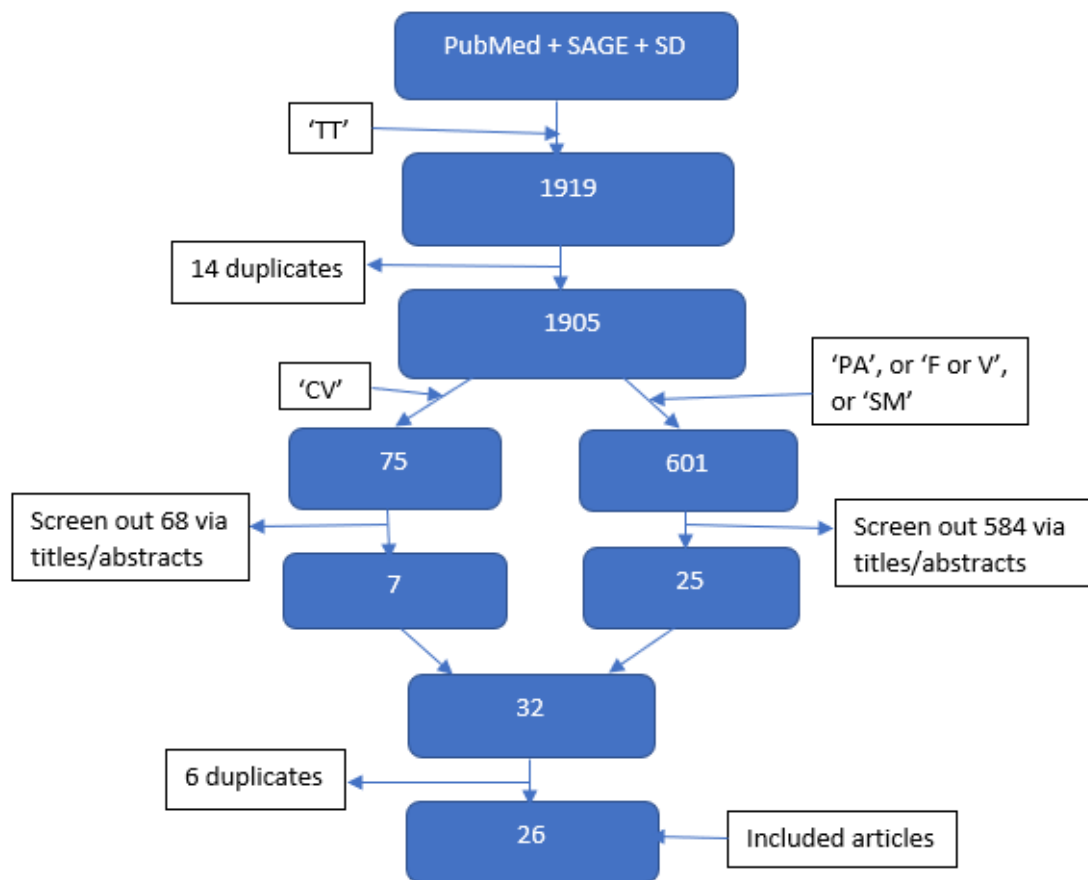 PubMed + SAGE + SD
‘TT’
1919
14 duplicates
1905
‘CV’
‘PA’, or ‘F or V’,
or ‘SM’
75
601
Screen out 68 via
titles/abstracts
Screen out 584 via
titles/abstracts
7
25
32
6 duplicates
26
Included articles